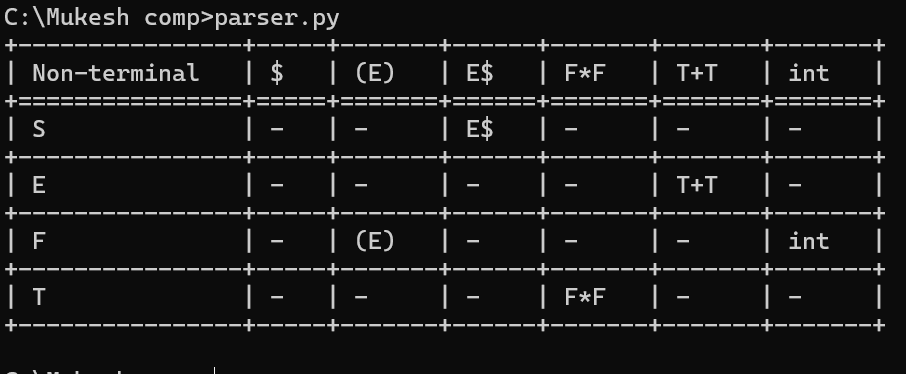 C:\Mukesh comp>parser.py
+----------------+-----+-------+------+-------+-------+-------+
| Non-terminal   | $   | (E)   | E$   | F*F   | T+T   | int   |
+================+=====+=======+======+=======+=======+=======+
| S              | -   | -     | E$   | -     | -     | -     |
+----------------+-----+-------+------+-------+-------+-------+
| E              | -   | -     | -    | -     | T+T   | -     |
+----------------+-----+-------+------+-------+-------+-------+
| F              | -   | (E)   | -    | -     | -     | int   |
+----------------+-----+-------+------+-------+-------+-------+
| T              | -   | -     | -    | F*F   | -     | -     |
+----------------+-----+-------+------+-------+-------+-------+